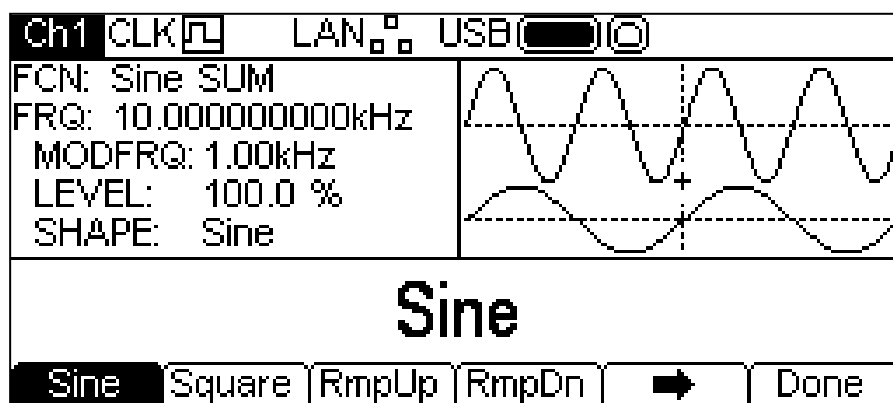 Ch1 CLK LAN USB
FCN: Sine SUM
FRQ: 10.000000000kHz
MODFRQ: 1.00kHz
LEVEL: 100.0 %
SHAPE: Sine
Sine
Sine Square RmpUp RmpDn Done